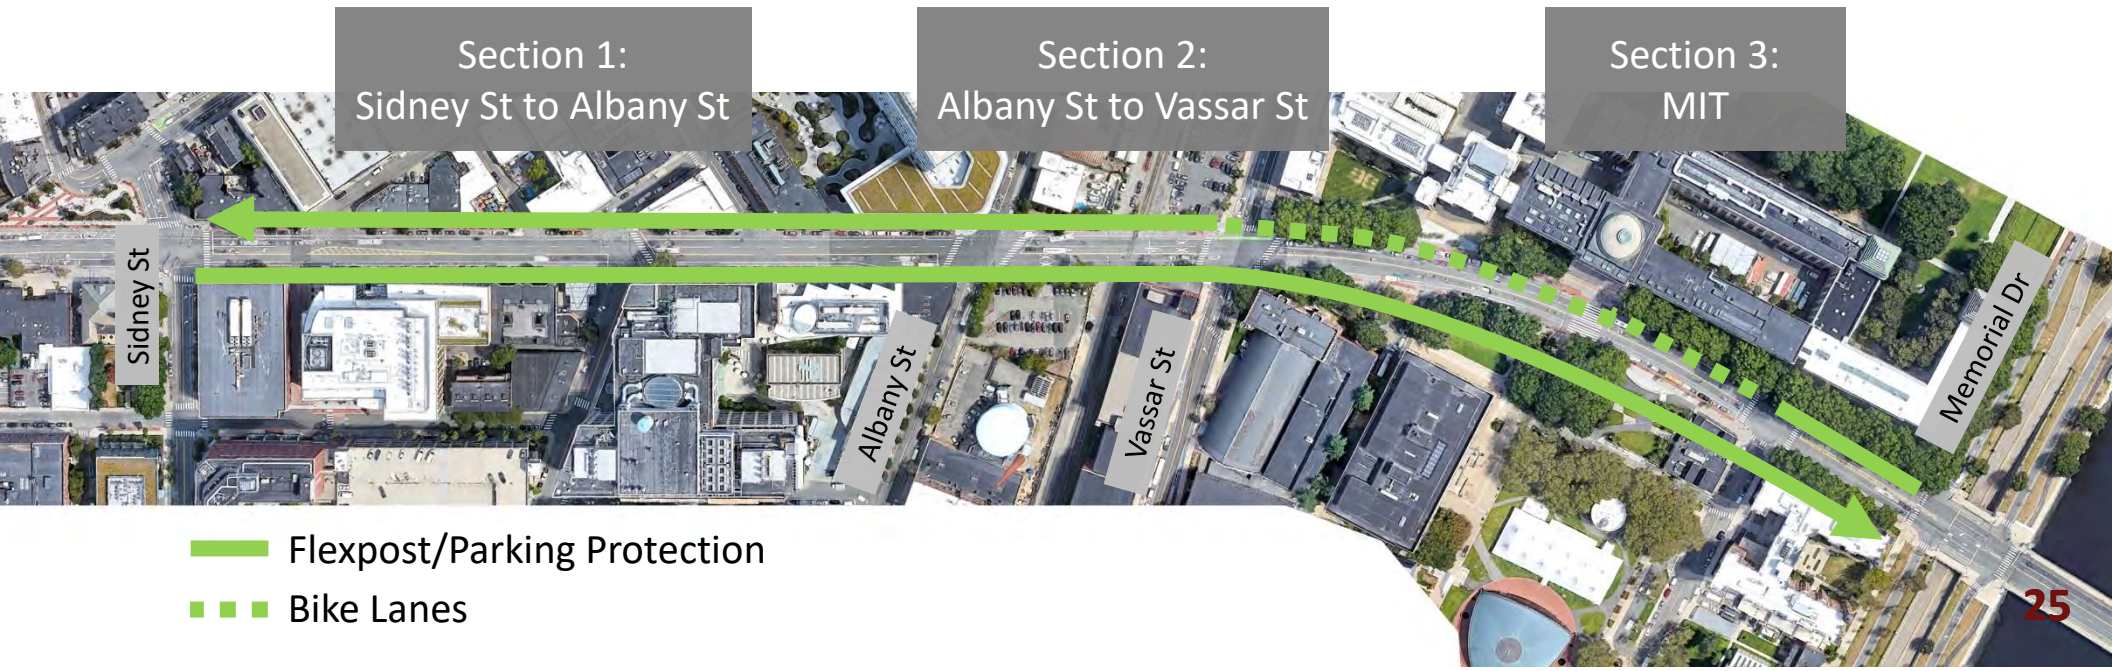 Section 1:
Sidney St to Albany St
Section 2:
Albany St to Vassar St
Section 3:
MIT
Sidney St
Albany St
Vassar St
Memorial Dr
Flexpost/Parking Protection
Bike Lanes
25